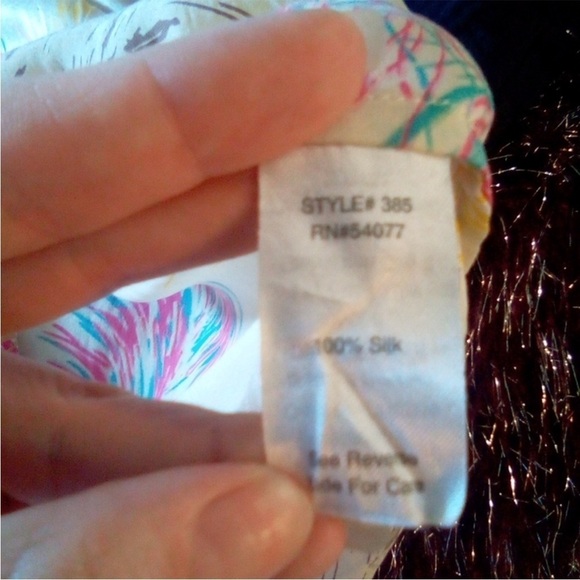 STYLE# 385
RN#54077
100% Silk
See Reverse
Side For Care